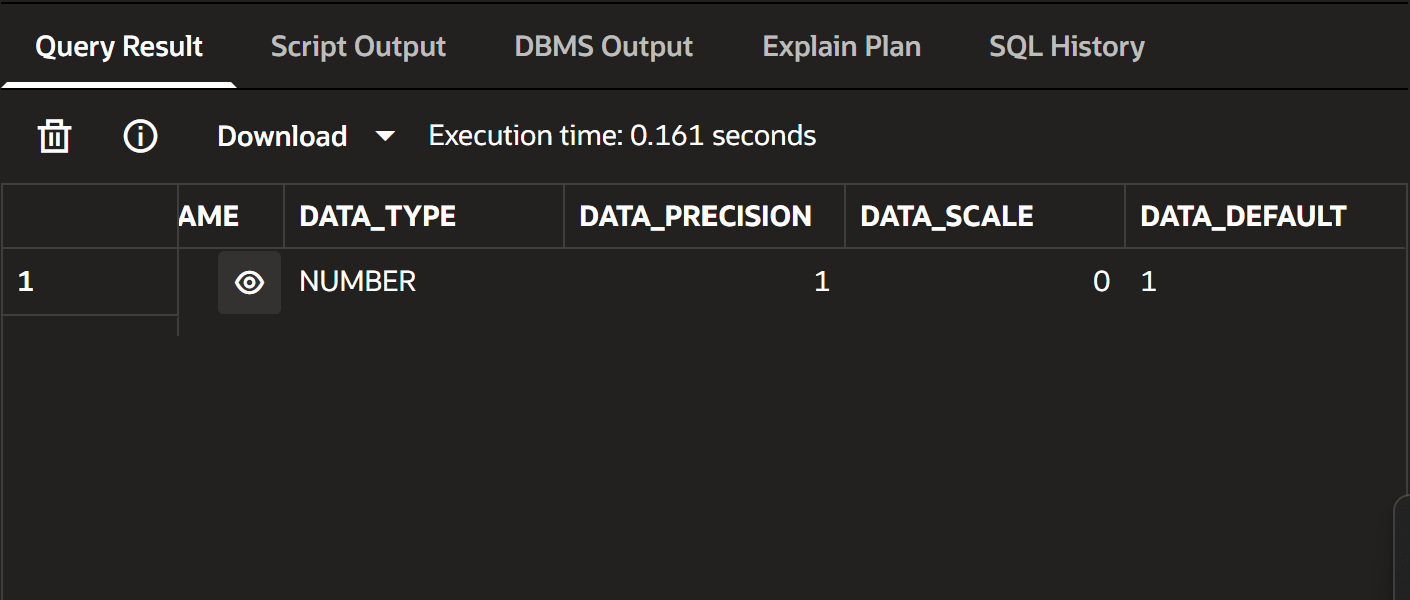 Query Result Script Output DBMS Output Explain Plan SQL History
Download Execution time: 0.161 seconds
AME DATA_TYPE DATA_PRECISION DATA_SCALE DATA_DEFAULT
1 NUMBER 1 0 1